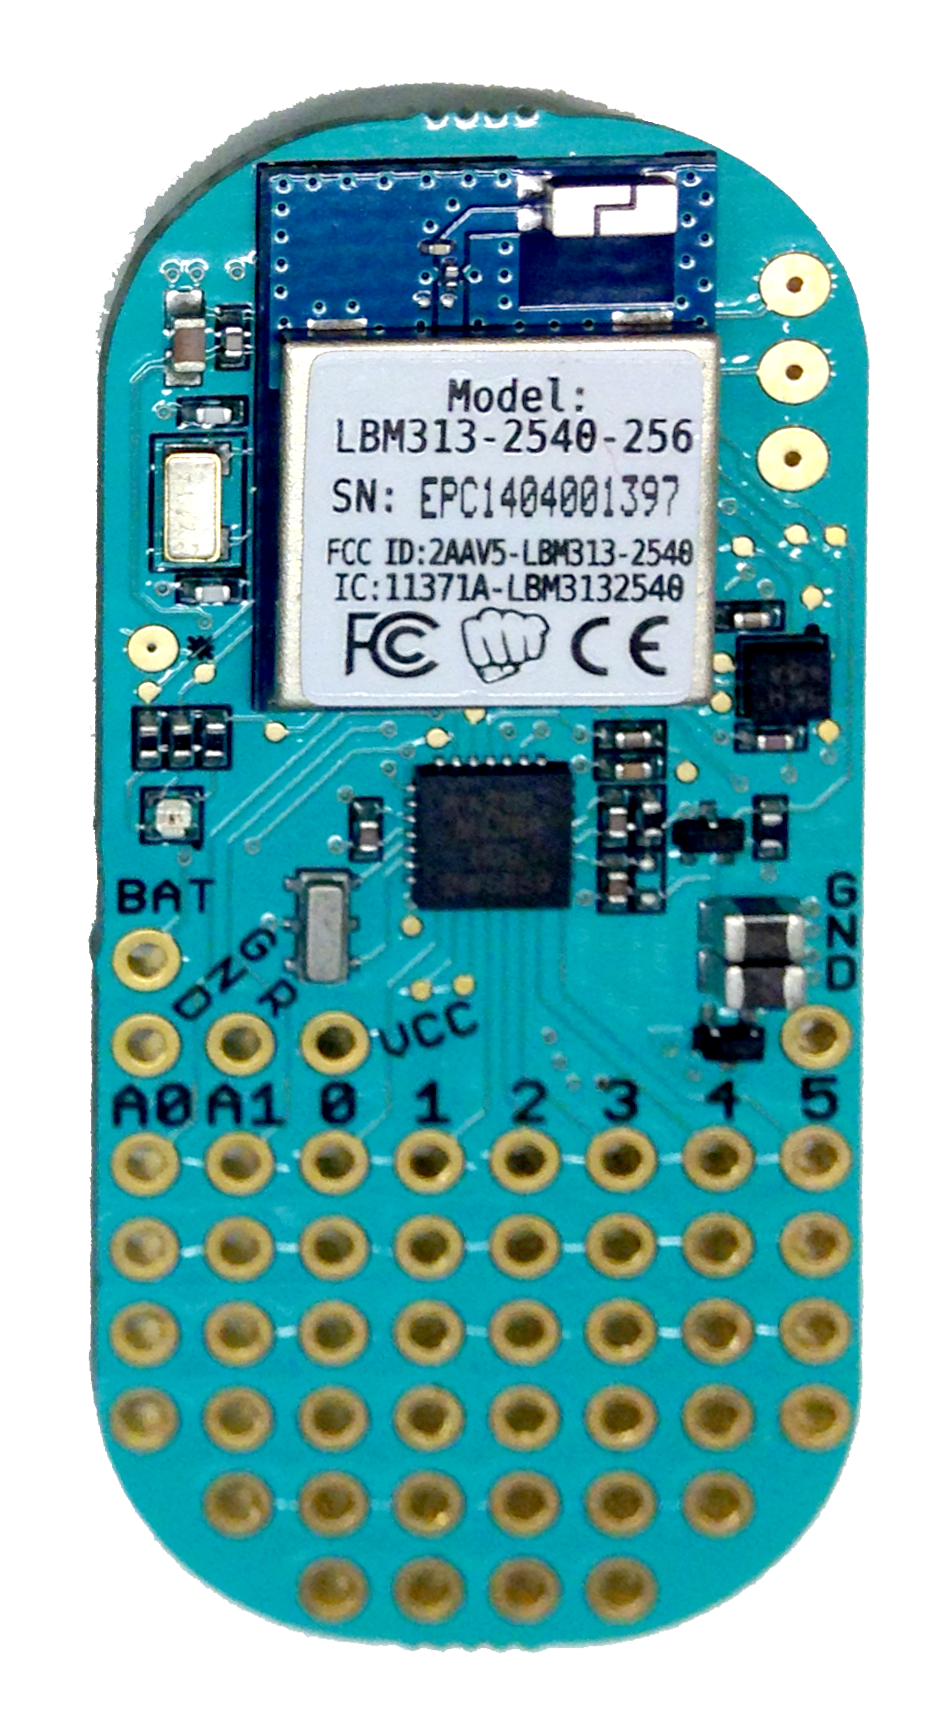 Model:
LBM313-2540-256
SN: EPC1404001397
FCC ID:2AAV5-LBM313-2540
IC:11371A-LBM3132540
FC CE
BAT
GND
GND
R
VCC
A0 A1 0 1 2 3 4 5